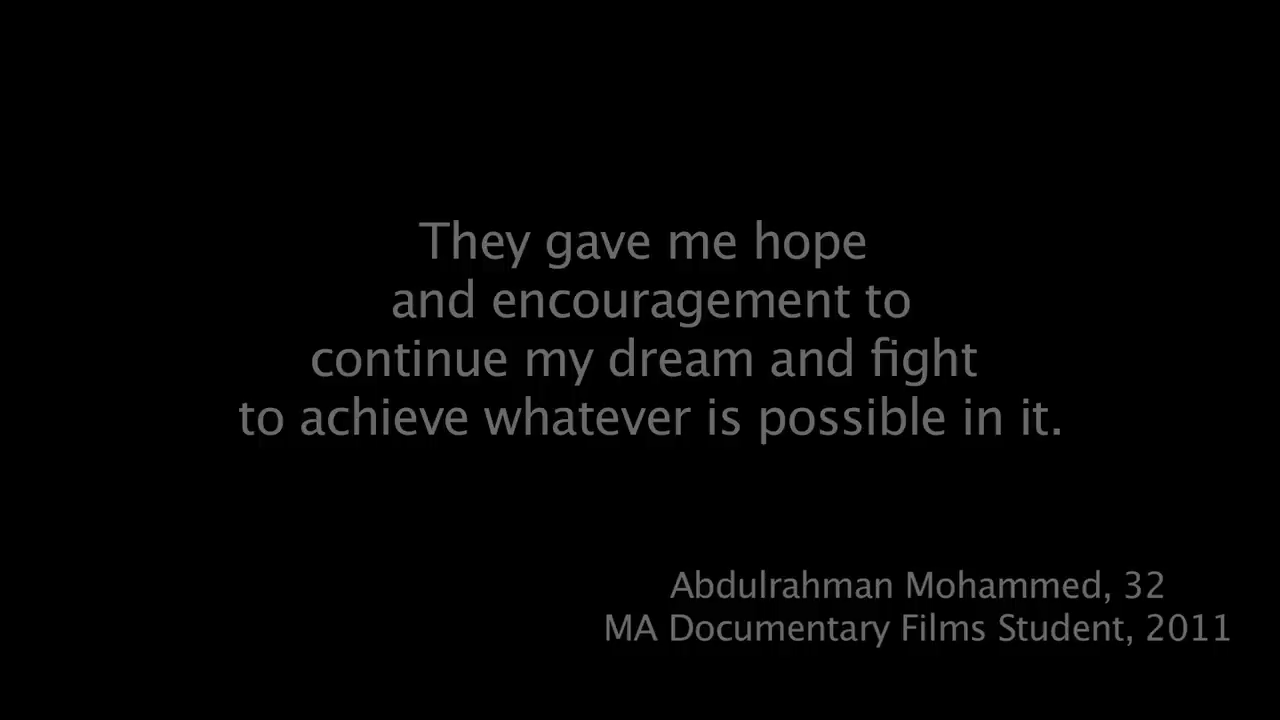 They gave me hope
and encouragement to
continue my dream and fight
to achieve whatever is possible in it.
Abdulrahman Mohammed, 32
MA Documentary Films Student, 2011